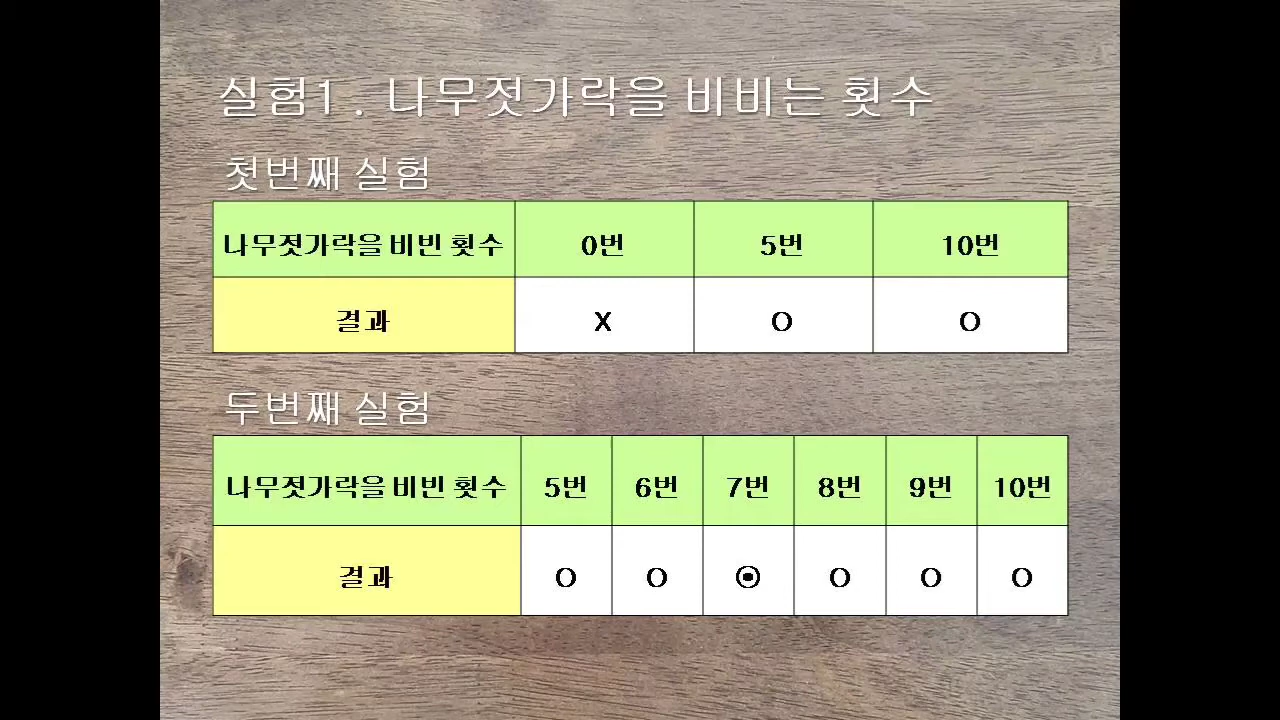 실험1. 나무젓가락을 비비는 횟수
첫번째 실험
나무젓가락을 비빈 횟수 0번 5번 10번
결과 X O O
두번째 실험
나무젓가락을 비빈 횟수 5번 6번 7번 8번 9번 10번
결과 O O ⊙ O O O